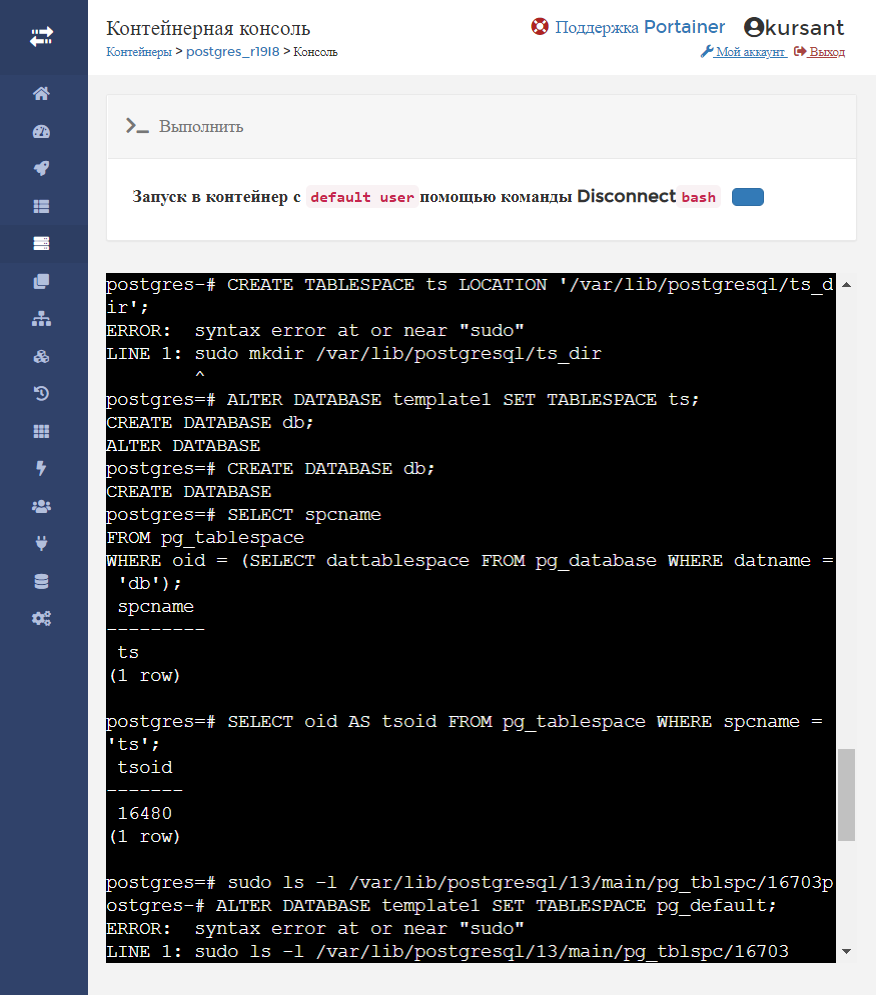 Контейнерная консоль
Поддержка Portainer
kursant
Контейнеры > postgres_r19l8 > Консоль
Мой аккаунт Выход
Выполнить
Запуск в контейнер с default user помощью команды Disconnect bash
postgres-# CREATE TABLESPACE ts LOCATION '/var/lib/postgresql/ts_d
ir';
ERROR:  syntax error at or near "sudo"
LINE 1: sudo mkdir /var/lib/postgresql/ts_dir
        ^
postgres=# ALTER DATABASE template1 SET TABLESPACE ts;
CREATE DATABASE db;
ALTER DATABASE
postgres=# CREATE DATABASE db;
CREATE DATABASE
postgres=# SELECT spcname
FROM pg_tablespace
WHERE oid = (SELECT dattablespace FROM pg_database WHERE datname =
 'db');
 spcname
---------
 ts
(1 row)
postgres=# SELECT oid AS tsoid FROM pg_tablespace WHERE spcname =
'ts';
 tsoid
-------
 16480
(1 row)
postgres=# sudo ls -l /var/lib/postgresql/13/main/pg_tblspc/16703p
ostgres-# ALTER DATABASE template1 SET TABLESPACE pg_default;
ERROR:  syntax error at or near "sudo"
LINE 1: sudo ls -l /var/lib/postgresql/13/main/pg_tblspc/16703